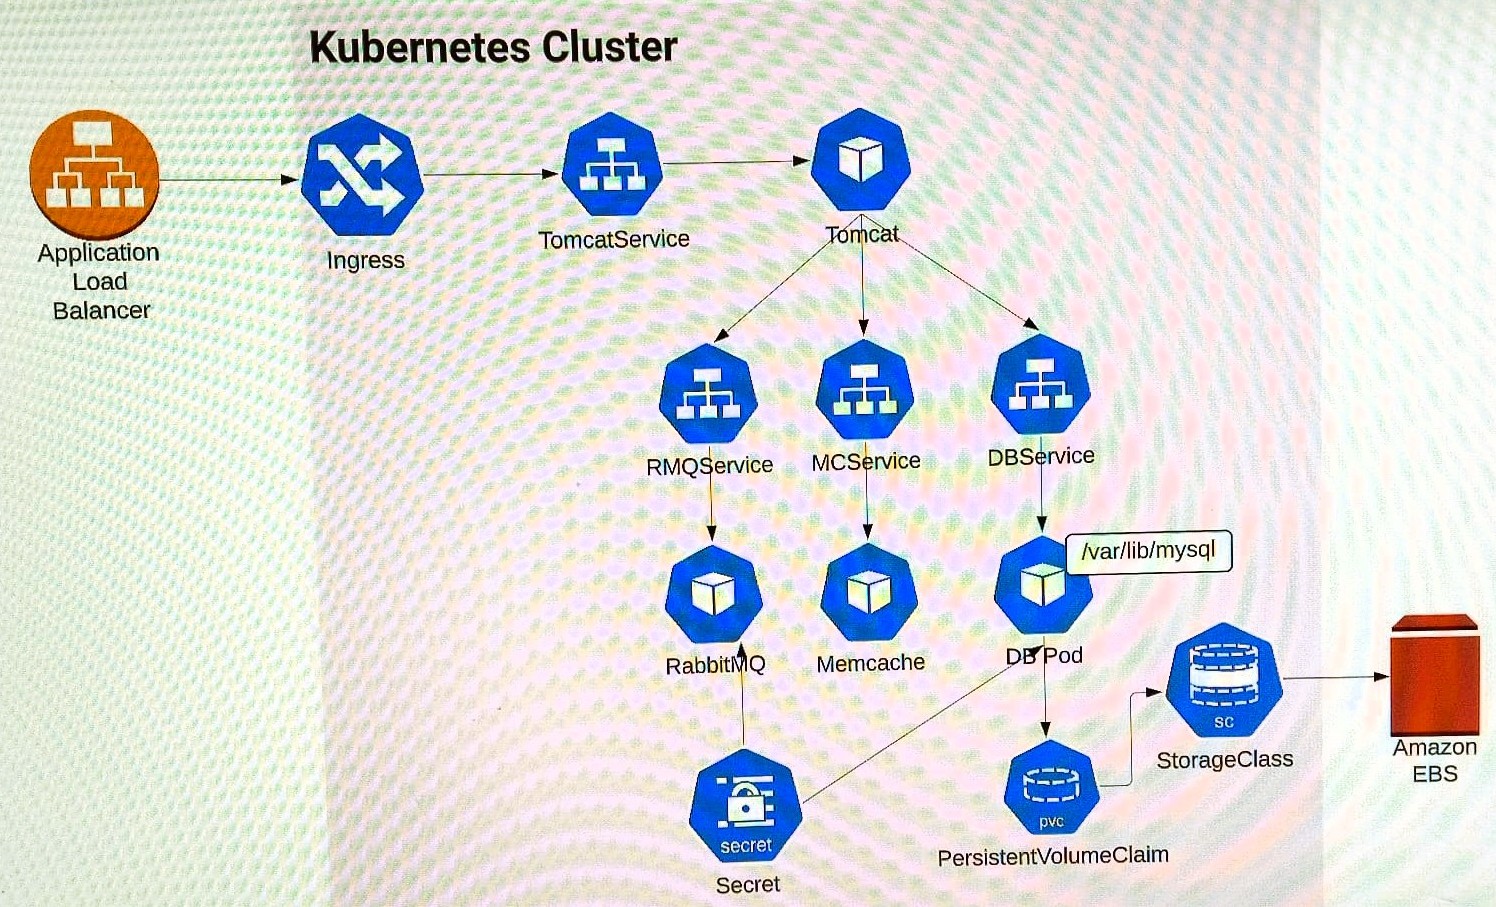 Kubernetes Cluster
Application
Load
Balancer
Ingress
TomcatService
Tomcat
RMQService
MCService
DBService
/var/lib/mysql
RabbitMQ
Memcache
DB Pod
sc
StorageClass
Amazon
EBS
secret
Secret
pvc
PersistentVolumeClaim